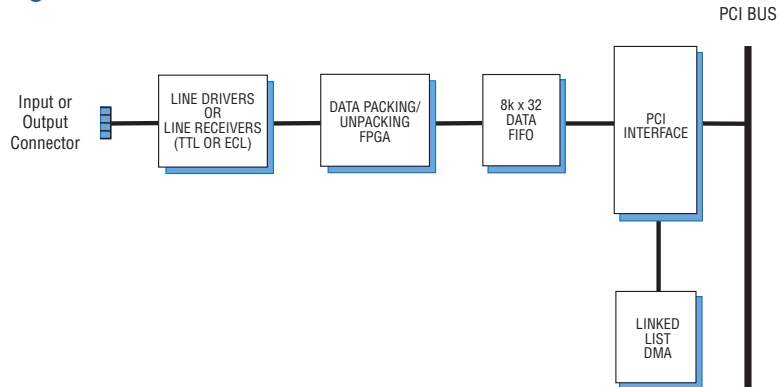 PCI BUS
Input or
Output
Connector
LINE DRIVERS
OR
LINE RECEIVERS
(TTL OR ECL)
DATA PACKING/
UNPACKING
FPGA
8k x 32
DATA
FIFO
PCI
INTERFACE
LINKED
LIST
DMA